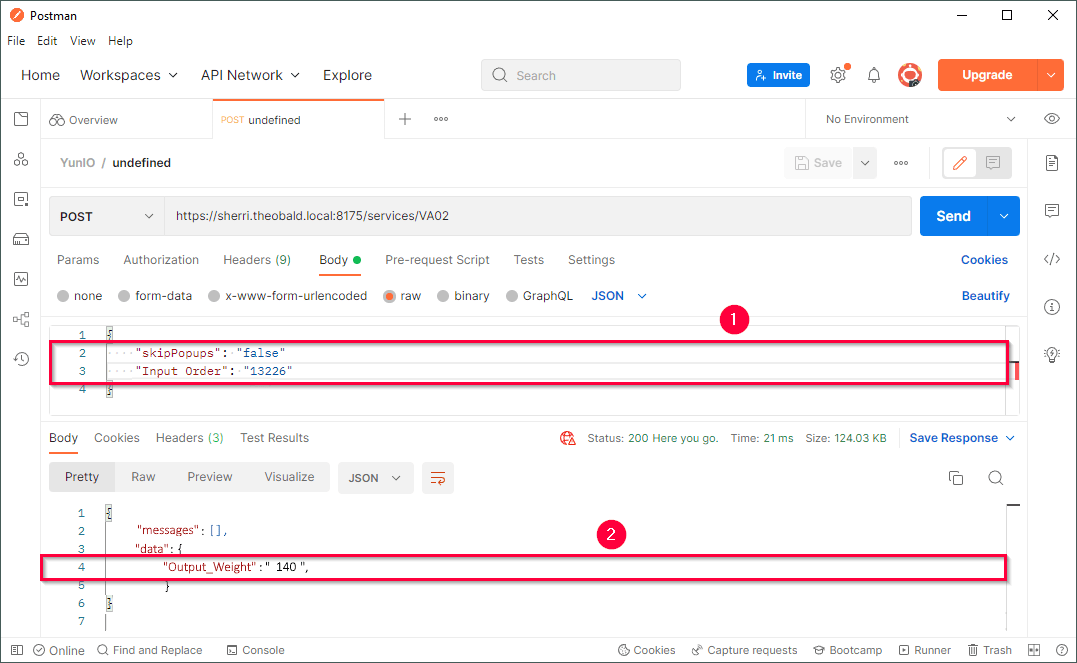 Postman
File Edit View Help
Home Workspaces API Network Explore Search Invite Upgrade
Overview POST undefined No Environment
YunIO / undefined Save
POST https://sherri.theobald.local:8175/services/VA02 Send
Params Authorization Headers (9) Body Pre-request Script Tests Settings Cookies
none form-data x-www-form-urlencoded raw binary GraphQL JSON Beautify
1
1 {
2 ····"skipPopups":·"false"
3 ····"Input Order":·"13226"
4 }
Body Cookies Headers (3) Test Results Status: 200 Here you go. Time: 21 ms Size: 124.03 KB Save Response
Pretty Raw Preview Visualize JSON
1 {
2 "messages": [],
2
3 "data": {
4 "Output_Weight" : " 140 ",
5 }
6 }
7
Online Find and Replace Console Cookies Capture requests Bootcamp Runner Trash